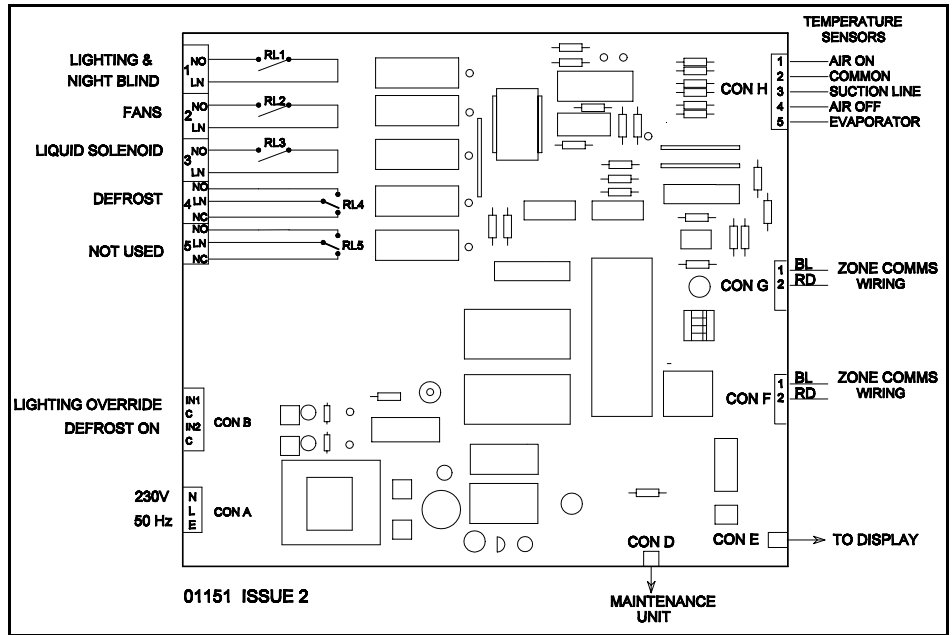 TEMPERATURE
SENSORS
LIGHTING &
NIGHT BLIND
1
NO
LN
RL1
FANS
2
NO
LN
RL2
LIQUID SOLENOID
3
NO
LN
RL3
DEFROST
4
NO
LN
NC
RL4
NOT USED
5
NO
LN
NC
RL5
CON H
1 AIR ON
2 COMMON
3 SUCTION LINE
4 AIR OFF
5 EVAPORATOR
CON G
1 BL
2 RD
ZONE COMMS
WIRING
CON F
1 BL
2 RD
ZONE COMMS
WIRING
LIGHTING OVERRIDE
DEFROST ON
IN1
C
IN2
C
CON B
230V
50 Hz
N
L
E
CON A
CON D
CON E
TO DISPLAY
MAINTENANCE
UNIT
01151 ISSUE 2